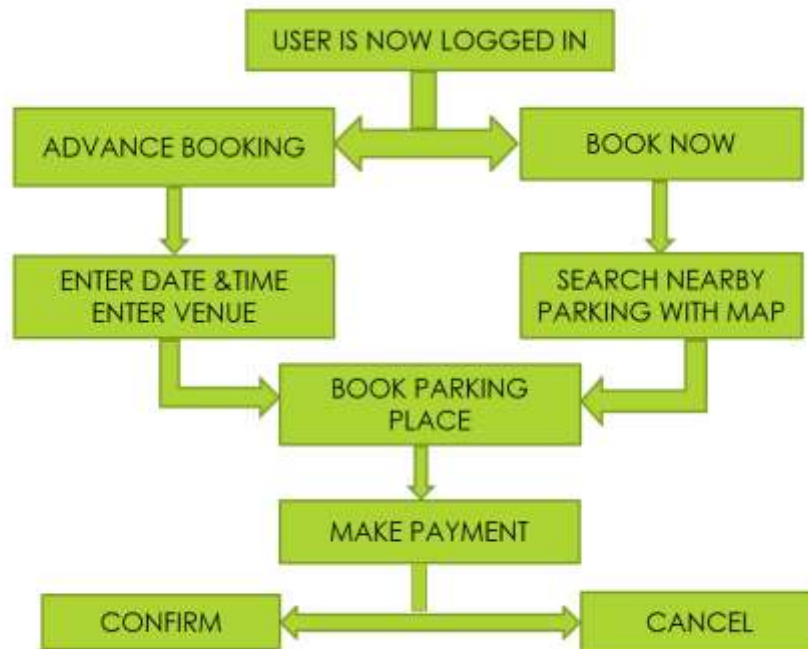 USER IS NOW LOGGED IN
ADVANCE BOOKING
BOOK NOW
ENTER DATE &TIME
ENTER VENUE
SEARCH NEARBY
PARKING WITH MAP
BOOK PARKING
PLACE
MAKE PAYMENT
CONFIRM
CANCEL